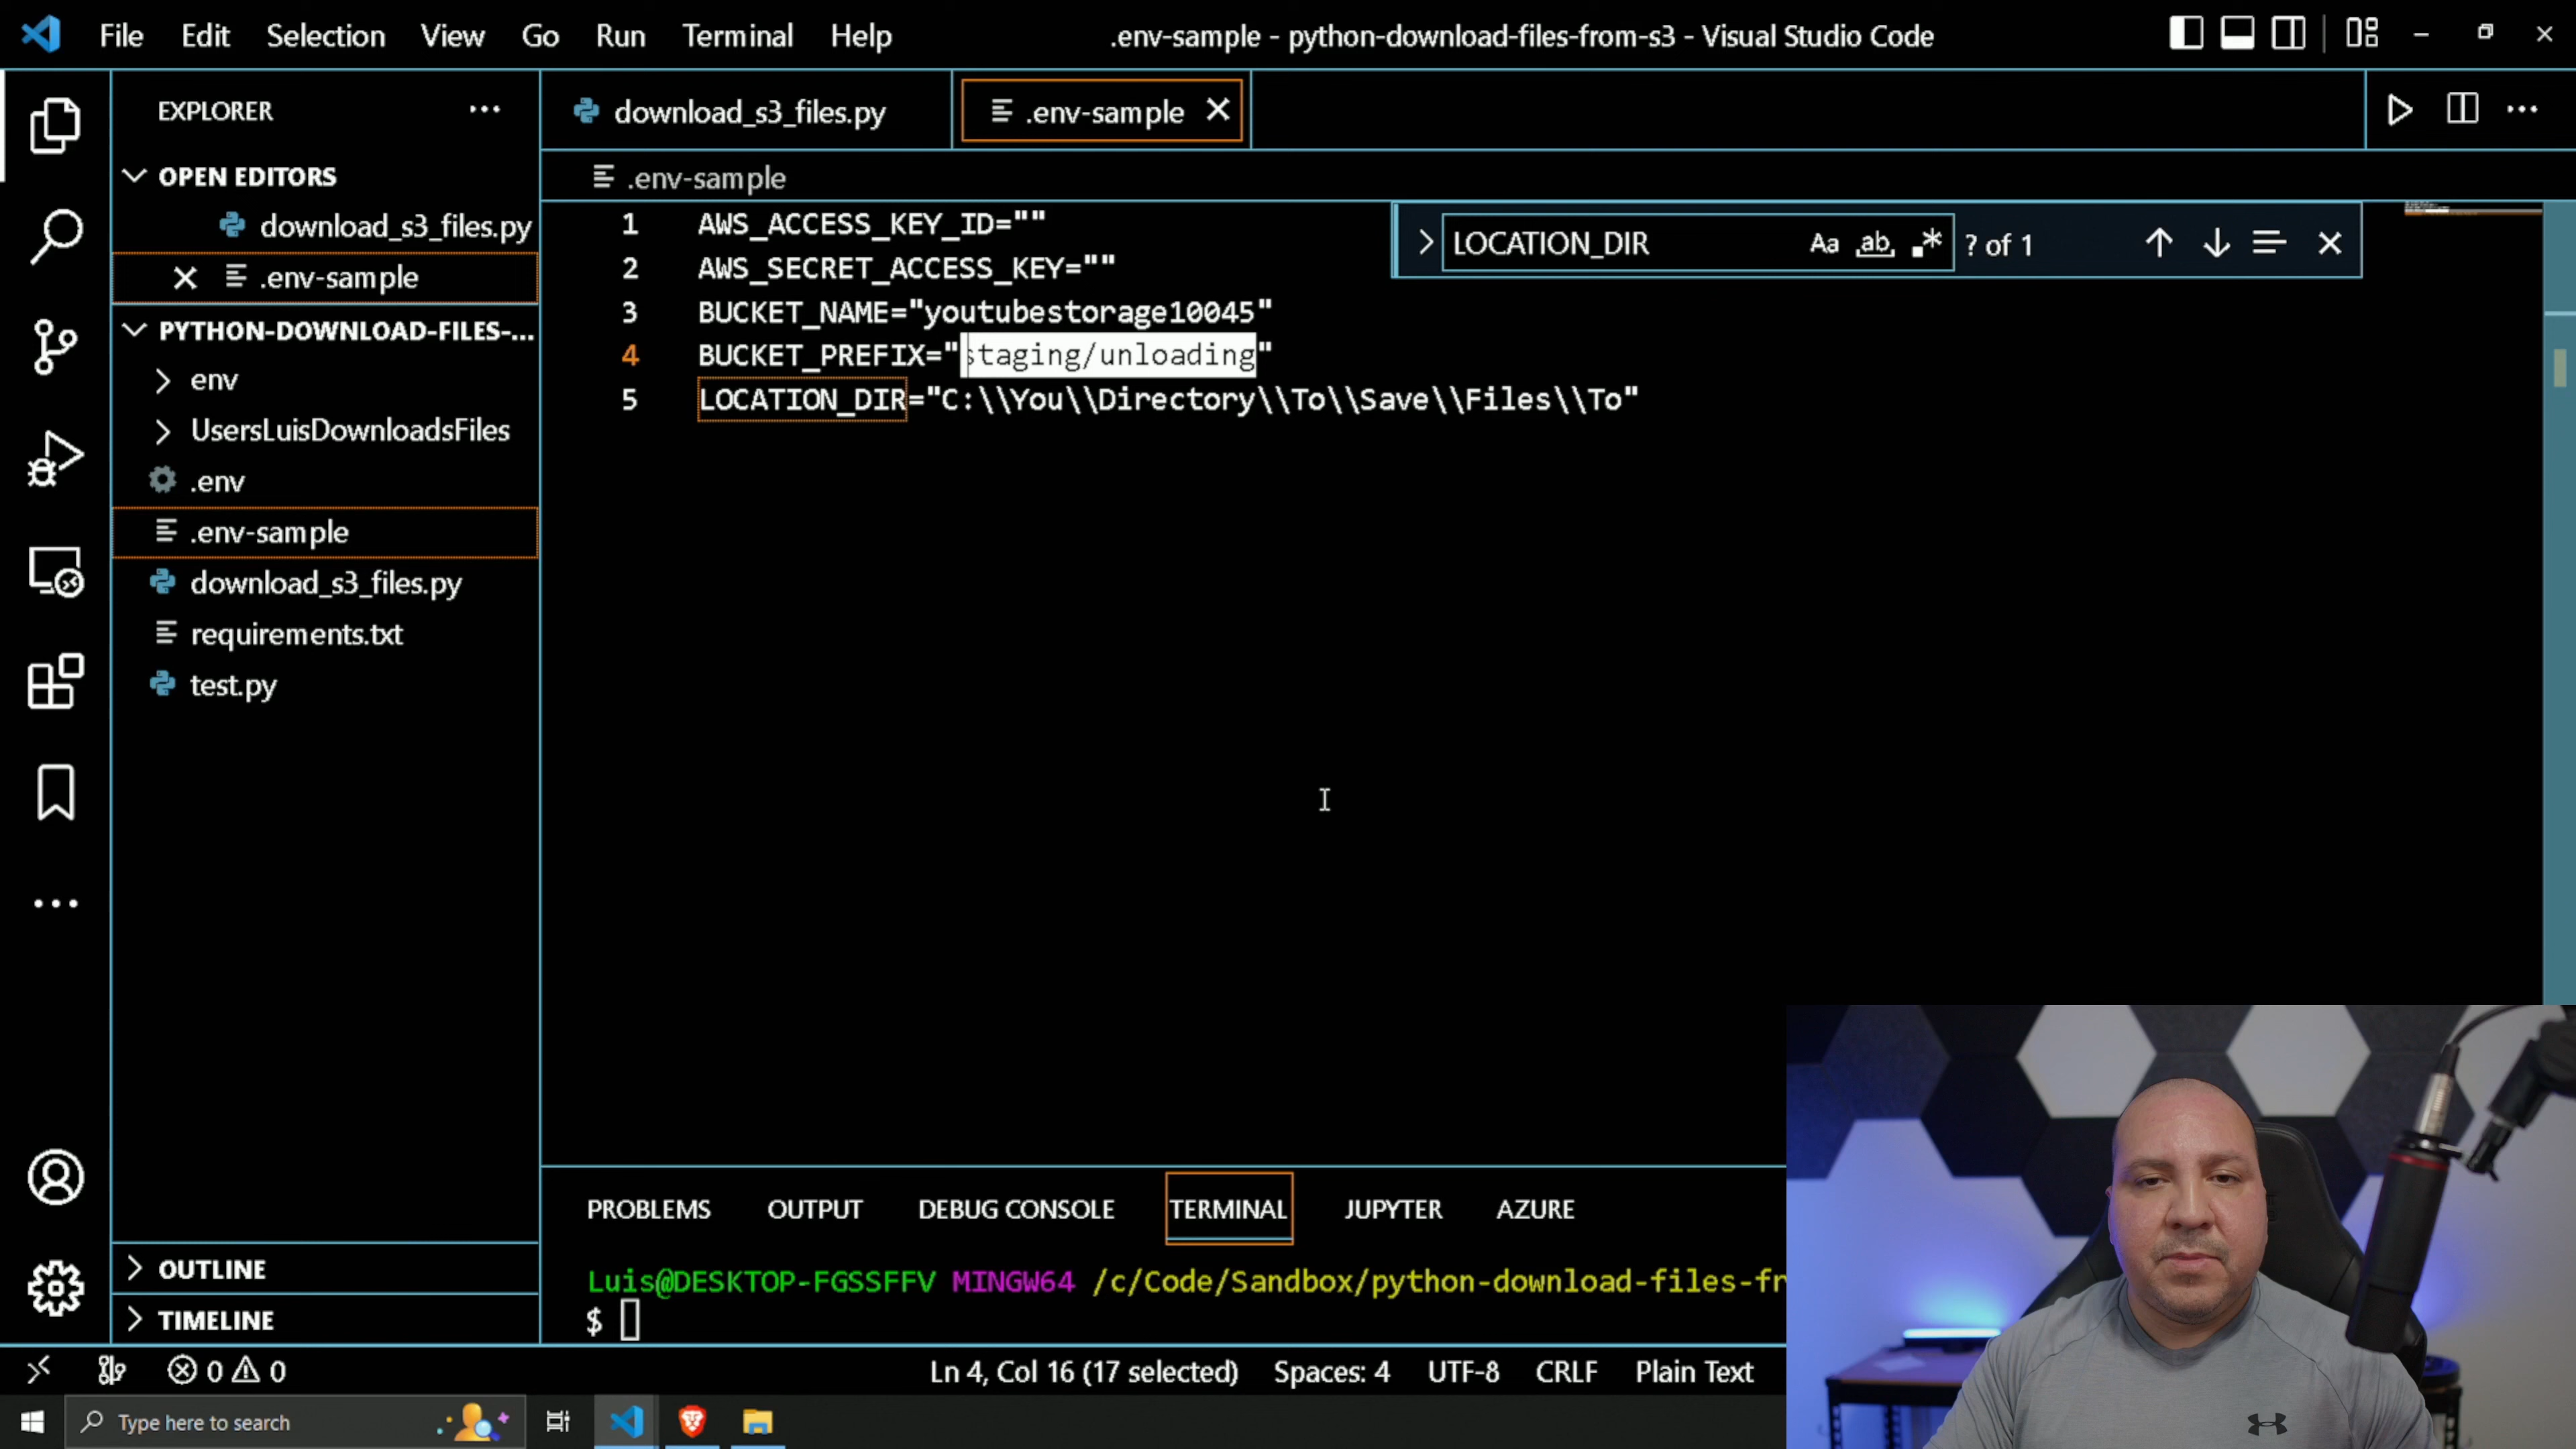 File Edit Selection View Go Run Terminal Help .env-sample - python-download-files-from-s3 - Visual Studio Code
EXPLORER
OPEN EDITORS
download_s3_files.py
.env-sample
PYTHON-DOWNLOAD-FILES-...
env
UsersLuisDownloadsFiles
.env
.env-sample
download_s3_files.py
requirements.txt
test.py
OUTLINE
TIMELINE
download_s3_files.py .env-sample
.env-sample
LOCATION_DIR Aa ab .* ? of 1
1 AWS_ACCESS_KEY_ID=""
2 AWS_SECRET_ACCESS_KEY=""
3 BUCKET_NAME="youtubestorage10045"
4 BUCKET_PREFIX="staging/unloading"
5 LOCATION_DIR="C:\\You\\Directory\\To\\Save\\Files\\To"
PROBLEMS OUTPUT DEBUG CONSOLE TERMINAL JUPYTER AZURE
Luis@DESKTOP-FGSSFFV MINGW64 /c/Code/Sandbox/python-download-files-fr
$
0 0 Ln 4, Col 16 (17 selected) Spaces: 4 UTF-8 CRLF Plain Text
Type here to search